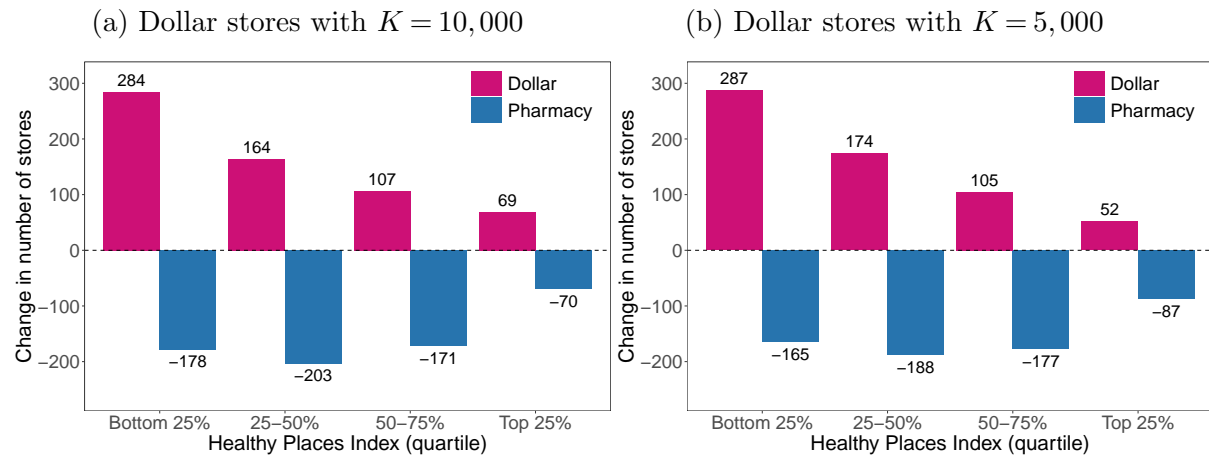 (a) Dollar stores with K = 10,000
Change in number of stores
300
200
100
0
−100
−200
284
164
107
69
−178
−203
−171
−70
Dollar
Pharmacy
Bottom 25%
25−50%
50−75%
Top 25%
Healthy Places Index (quartile)
(b) Dollar stores with K = 5,000
Change in number of stores
300
200
100
0
−100
−200
287
174
105
52
−165
−188
−177
−87
Dollar
Pharmacy
Bottom 25%
25−50%
50−75%
Top 25%
Healthy Places Index (quartile)